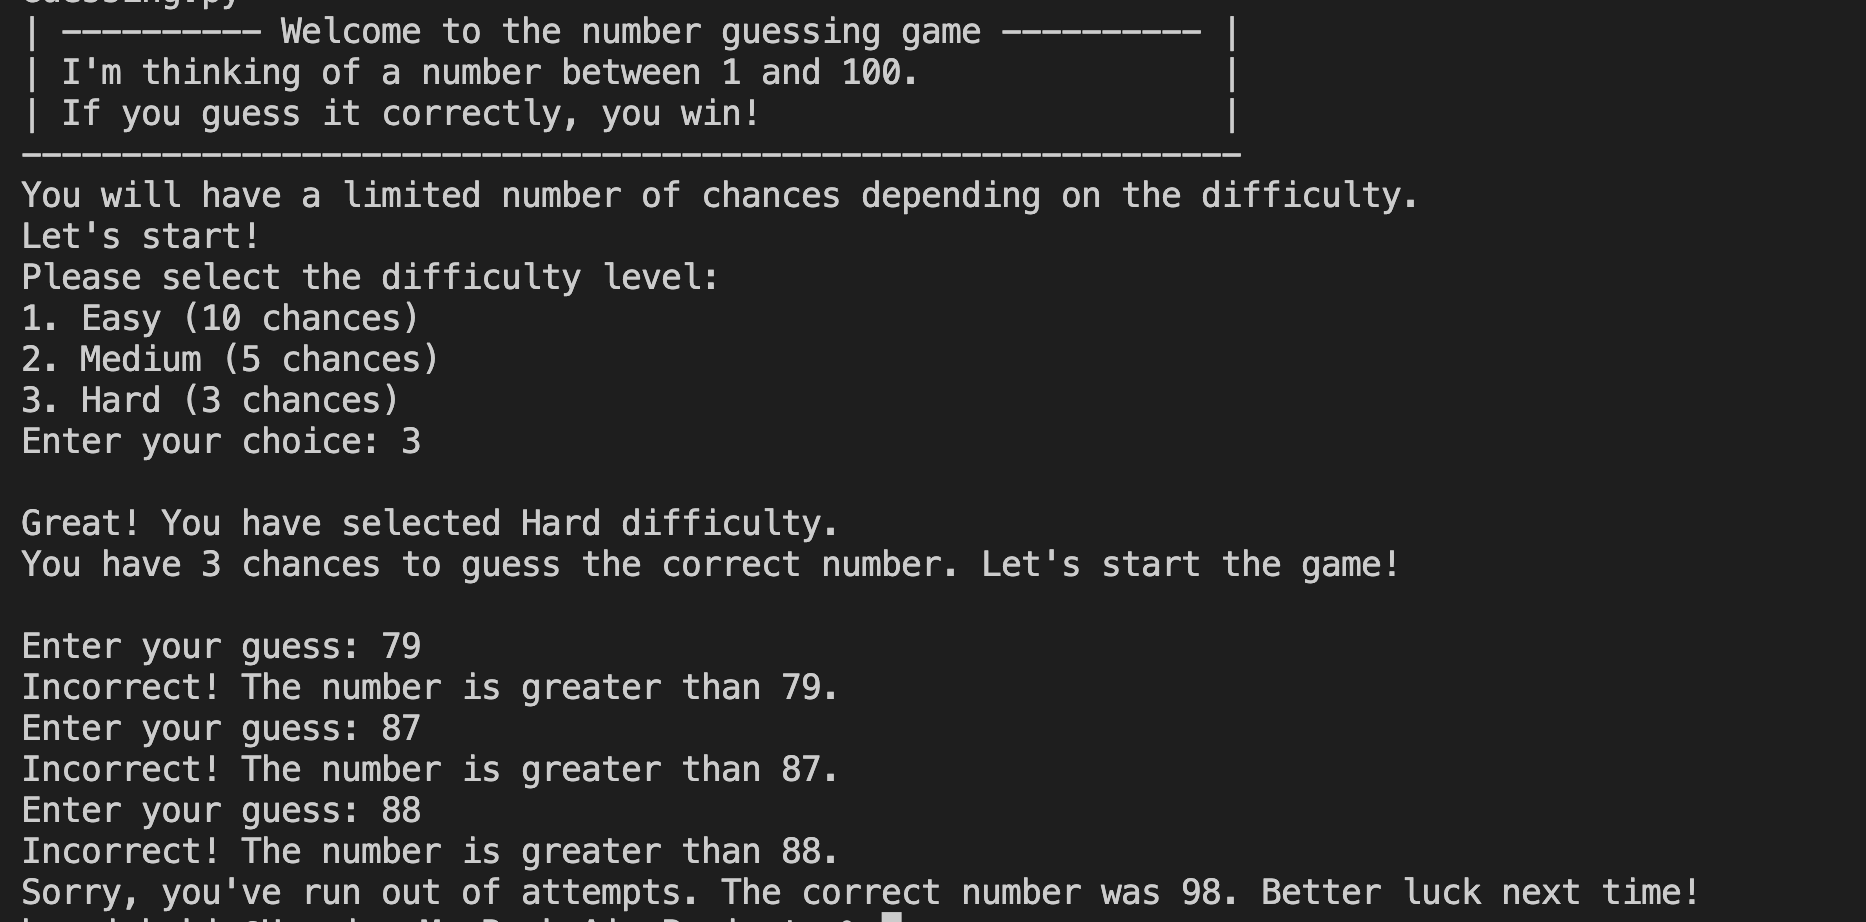 | ---------- Welcome to the number guessing game ---------- |
| I'm thinking of a number between 1 and 100.               |
| If you guess it correctly, you win!                       |
-------------------------------------------------------------
You will have a limited number of chances depending on the difficulty.
Let's start!
Please select the difficulty level:
1. Easy (10 chances)
2. Medium (5 chances)
3. Hard (3 chances)
Enter your choice: 3

Great! You have selected Hard difficulty.
You have 3 chances to guess the correct number. Let's start the game!

Enter your guess: 79
Incorrect! The number is greater than 79.
Enter your guess: 87
Incorrect! The number is greater than 87.
Enter your guess: 88
Incorrect! The number is greater than 88.
Sorry, you've run out of attempts. The correct number was 98. Better luck next time!